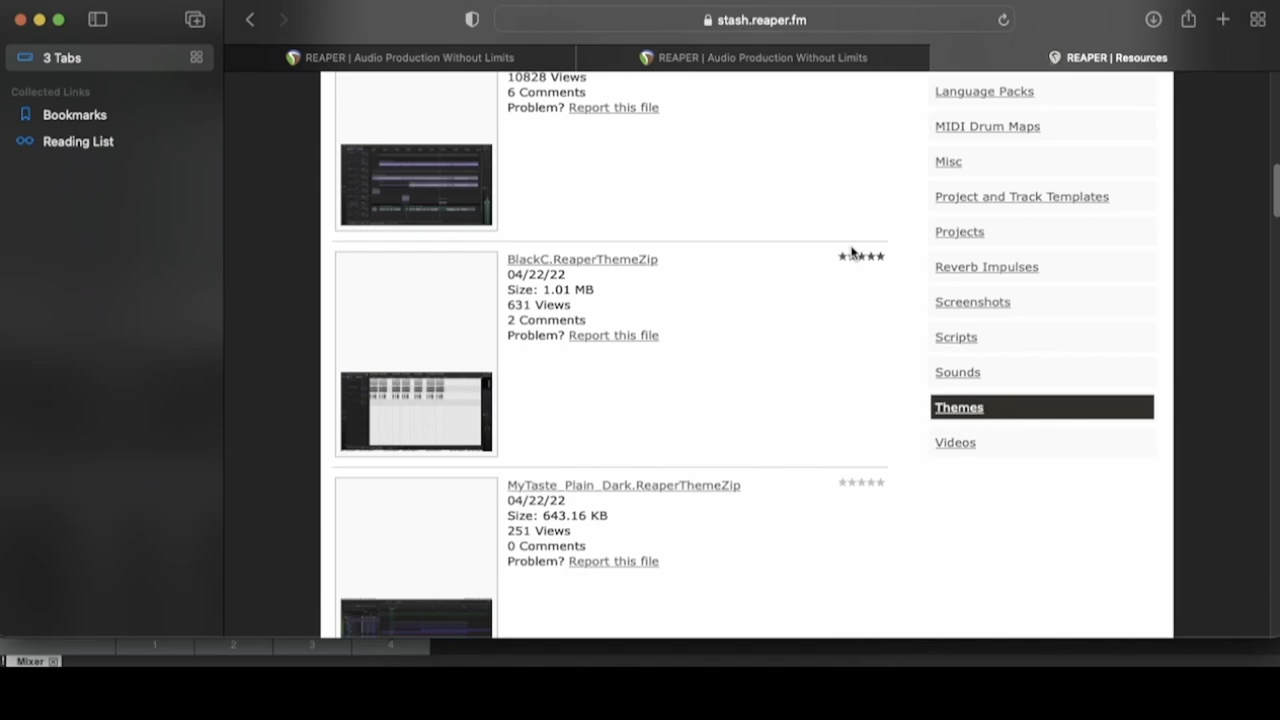 stash.reaper.fm
3 Tabs
REAPER | Audio Production Without Limits
REAPER | Audio Production Without Limits
REAPER | Resources
Collected Links
Bookmarks
Reading List
10828 Views
6 Comments
Problem? Report this file
BlackC.ReaperThemeZip
04/22/22
Size: 1.01 MB
631 Views
2 Comments
Problem? Report this file
MyTaste_Plain_Dark.ReaperThemeZip
04/22/22
Size: 643.16 KB
251 Views
0 Comments
Problem? Report this file
Language Packs
MIDI Drum Maps
Misc
Project and Track Templates
Projects
Reverb Impulses
Screenshots
Scripts
Sounds
Themes
Videos
1 2 3 4
Mixer